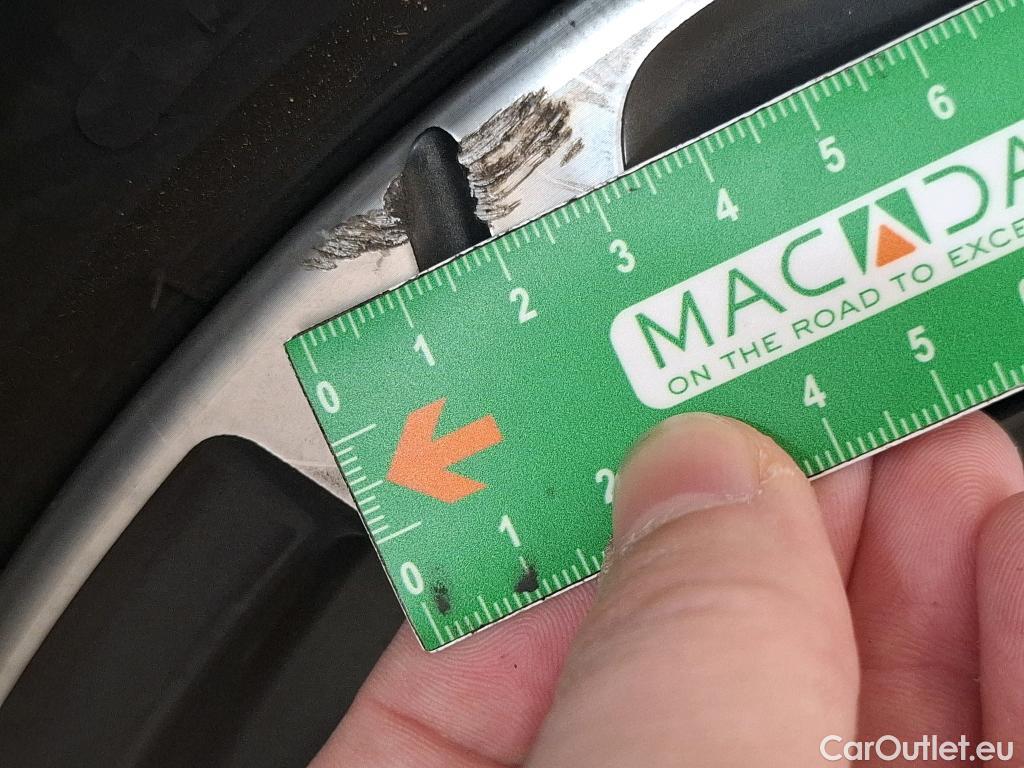 0 1 2 3 4 5 6
MACADA
ON THE ROAD TO EXCE
0 1 2 4 5
CarOutlet.eu